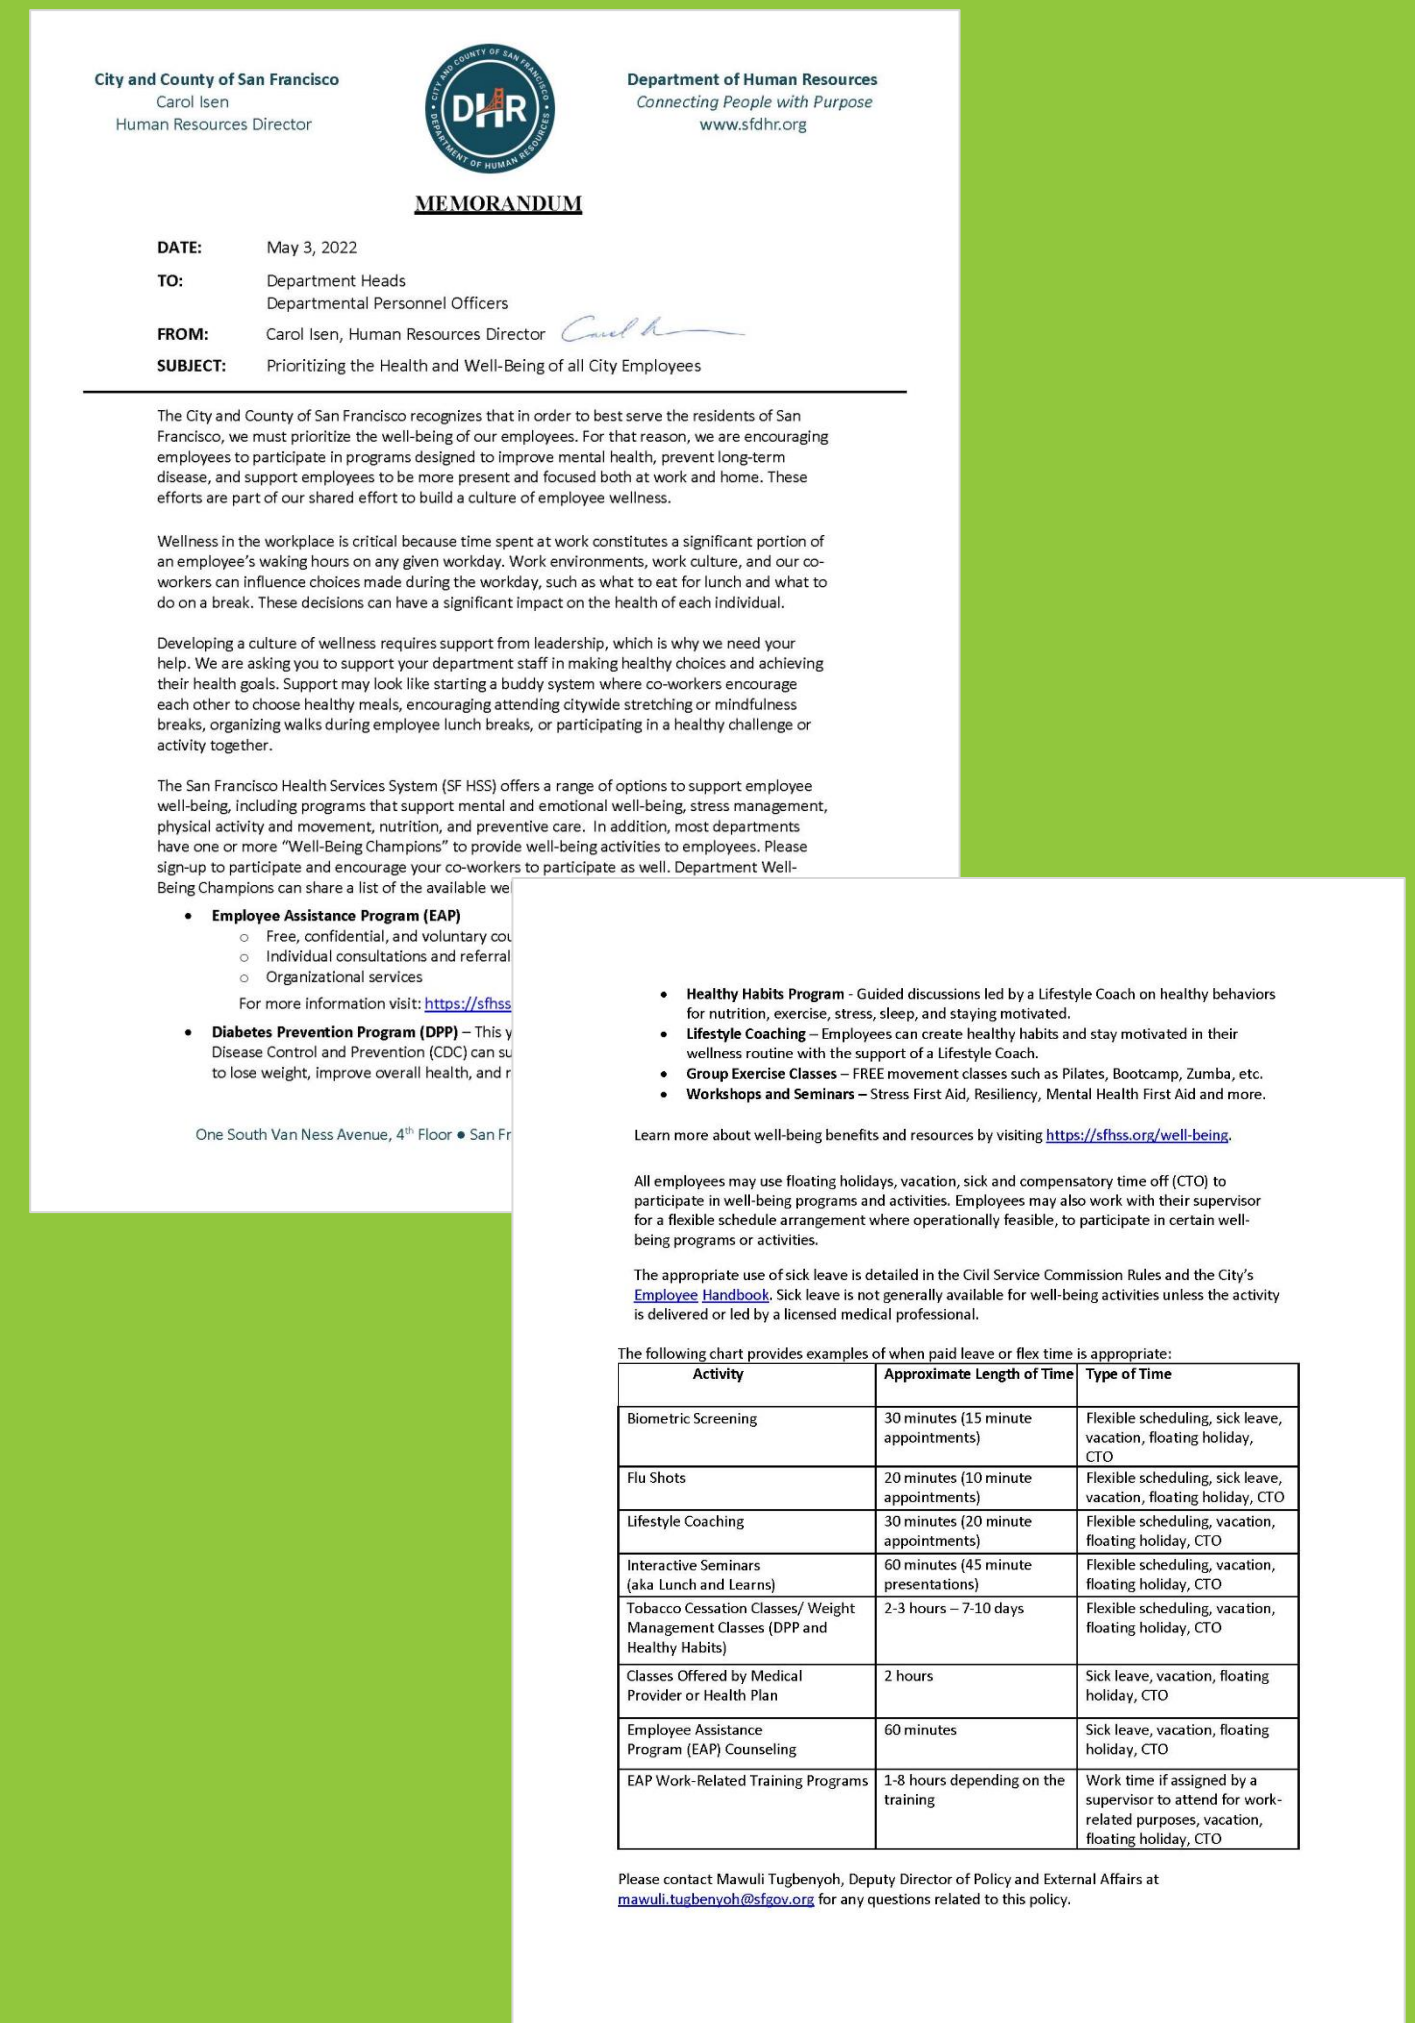 City and County of San Francisco
Carol Isen
Human Resources Director
CITY AND COUNTY OF SAN FRANCISCO
DHR
DEPARTMENT OF HUMAN RESOURCES
Department of Human Resources
Connecting People with Purpose
www.sfdhr.org
MEMORANDUM
DATE: May 3, 2022
TO: Department Heads
Departmental Personnel Officers
FROM: Carol Isen, Human Resources Director
SUBJECT: Prioritizing the Health and Well-Being of all City Employees
The City and County of San Francisco recognizes that in order to best serve the residents of San
Francisco, we must prioritize the well-being of our employees. For that reason, we are encouraging
employees to participate in programs designed to improve mental health, prevent long-term
disease, and support employees to be more present and focused both at work and home. These
efforts are part of our shared effort to build a culture of employee wellness.
Wellness in the workplace is critical because time spent at work constitutes a significant portion of
an employee's waking hours on any given workday. Work environments, work culture, and our co-
workers can influence choices made during the workday, such as what to eat for lunch and what to
do on a break. These decisions can have a significant impact on the health of each individual.
Developing a culture of wellness requires support from leadership, which is why we need your
help. We are asking you to support your department staff in making healthy choices and achieving
their health goals. Support may look like starting a buddy system where co-workers encourage
each other to choose healthy meals, encouraging attending citywide stretching or mindfulness
breaks, organizing walks during employee lunch breaks, or participating in a healthy challenge or
activity together.
The San Francisco Health Services System (SF HSS) offers a range of options to support employee
well-being, including programs that support mental and emotional well-being, stress management,
physical activity and movement, nutrition, and preventive care. In addition, most departments
have one or more “Well-Being Champions” to provide well-being activities to employees. Please
sign-up to participate and encourage your co-workers to participate as well. Department Well-
Being Champions can share a list of the available we
• Employee Assistance Program (EAP)
○ Free, confidential, and voluntary cou
○ Individual consultations and referral
○ Organizational services
For more information visit: https://sfhss
• Diabetes Prevention Program (DPP) – This y
Disease Control and Prevention (CDC) can su
to lose weight, improve overall health, and r
One South Van Ness Avenue, 4th Floor ● San Fr
• Healthy Habits Program - Guided discussions led by a Lifestyle Coach on healthy behaviors
for nutrition, exercise, stress, sleep, and staying motivated.
• Lifestyle Coaching – Employees can create healthy habits and stay motivated in their
wellness routine with the support of a Lifestyle Coach.
• Group Exercise Classes – FREE movement classes such as Pilates, Bootcamp, Zumba, etc.
• Workshops and Seminars – Stress First Aid, Resiliency, Mental Health First Aid and more.
Learn more about well-being benefits and resources by visiting https://sfhss.org/well-being.
All employees may use floating holidays, vacation, sick and compensatory time off (CTO) to
participate in well-being programs and activities. Employees may also work with their supervisor
for a flexible schedule arrangement where operationally feasible, to participate in certain well-
being programs or activities.
The appropriate use of sick leave is detailed in the Civil Service Commission Rules and the City's
Employee Handbook. Sick leave is not generally available for well-being activities unless the activity
is delivered or led by a licensed medical professional.
The following chart provides examples of when paid leave or flex time is appropriate:
Activity Approximate Length of Time Type of Time
Biometric Screening 30 minutes (15 minute Flexible scheduling, sick leave,
appointments) vacation, floating holiday,
CTO
Flu Shots 20 minutes (10 minute Flexible scheduling, sick leave,
appointments) vacation, floating holiday, CTO
Lifestyle Coaching 30 minutes (20 minute Flexible scheduling, vacation,
appointments) floating holiday, CTO
Interactive Seminars 60 minutes (45 minute Flexible scheduling, vacation,
(aka Lunch and Learns) presentations) floating holiday, CTO
Tobacco Cessation Classes/ Weight 2-3 hours – 7-10 days Flexible scheduling, vacation,
Management Classes (DPP and floating holiday, CTO
Healthy Habits)
Classes Offered by Medical 2 hours Sick leave, vacation, floating
Provider or Health Plan holiday, CTO
Employee Assistance 60 minutes Sick leave, vacation, floating
Program (EAP) Counseling holiday, CTO
EAP Work-Related Training Programs 1-8 hours depending on the Work time if assigned by a
training supervisor to attend for work-
related purposes, vacation,
floating holiday, CTO
Please contact Mawuli Tugbenyoh, Deputy Director of Policy and External Affairs at
mawuli.tugbenyoh@sfgov.org for any questions related to this policy.